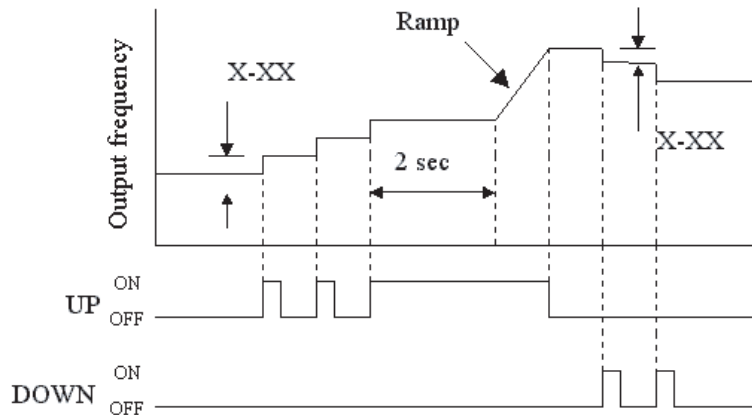 Ramp
X-XX
X-XX
Output frequency
2 sec
UP
ON
OFF
DOWN
ON
OFF